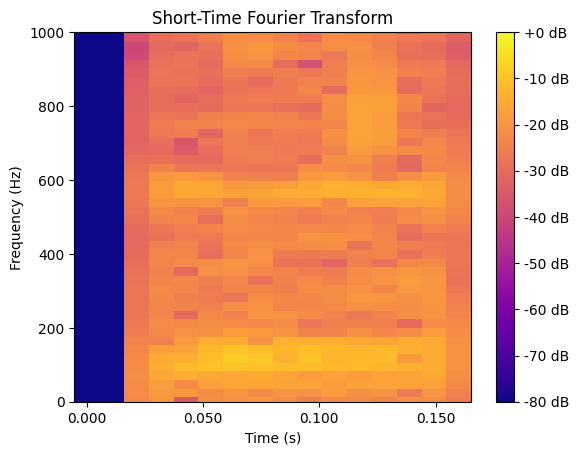 Short-Time Fourier Transform
1000
800
600
400
200
0
Frequency (Hz)
0.000
0.050
0.100
0.150
Time (s)
+0 dB
-10 dB
-20 dB
-30 dB
-40 dB
-50 dB
-60 dB
-70 dB
-80 dB